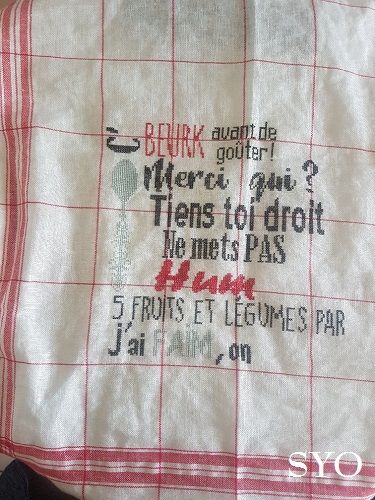 C'
BEURK avant de
goûter!
Merci qui ?
Tiens toi droit
Ne mets PAS
Hum
5 FRUITS ET LÉGUMES PAR
j'ai FAIM, on
SYO